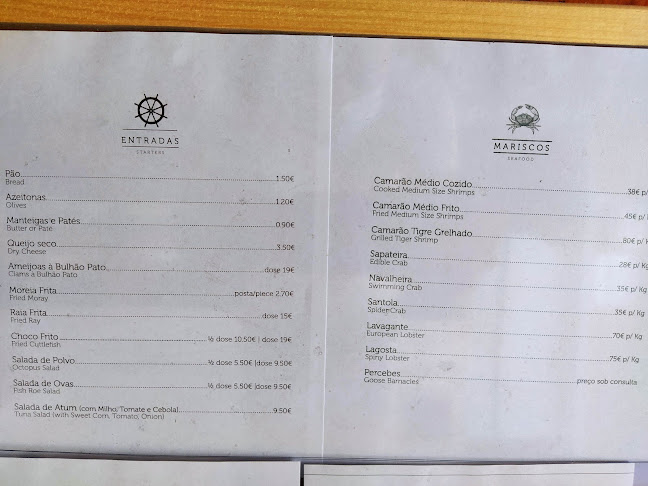 ENTRADAS
STARTERS
Pão 1.50€
Bread
Azeitonas 1.20€
Olives
Manteigas e Patés 0.90€
Butter or Paté
Queijo seco 3.50€
Dry Cheese
Ameijoas à Bulhão Pato dose 19€
Clams à Bulhão Pato
Moreia Frita posta/piece 2.70€
Fried Moray
Raia Frita dose 15€
Fried Ray
Choco Frito ½ dose 10.50€ | dose 19€
Fried Cuttlefish
Salada de Polvo ½ dose 5.50€ |dose 9.50€
Octopus Salad
Salada de Ovas ½ dose 5.50€ |dose 9.50€
Fish Roe Salad
Salada de Atum (com Milho, Tomate e Cebola) 9.50€
Tuna Salad (with Sweet Corn, Tomato, Onion)
MARISCOS
SEAFOOD
Camarão Médio Cozido 38€ p/
Cooked Medium Size Shrimps
Camarão Médio Frito 45€ p/ K
Fried Medium Size Shrimps
Camarão Tigre Grelhado 80€ p/ K
Grilled Tiger Shrimp
Sapateira 28€ p/ Kg
Edible Crab
Navalheira 35€ p/ Kg
Swimming Crab
Santola 35€ p/ Kg
SpiderCrab
Lavagante 70€ p/ Kg
European Lobster
Lagosta 75€ p/ Kg
Spiny Lobster
Percebes preço sob consulta
Goose Barnacles